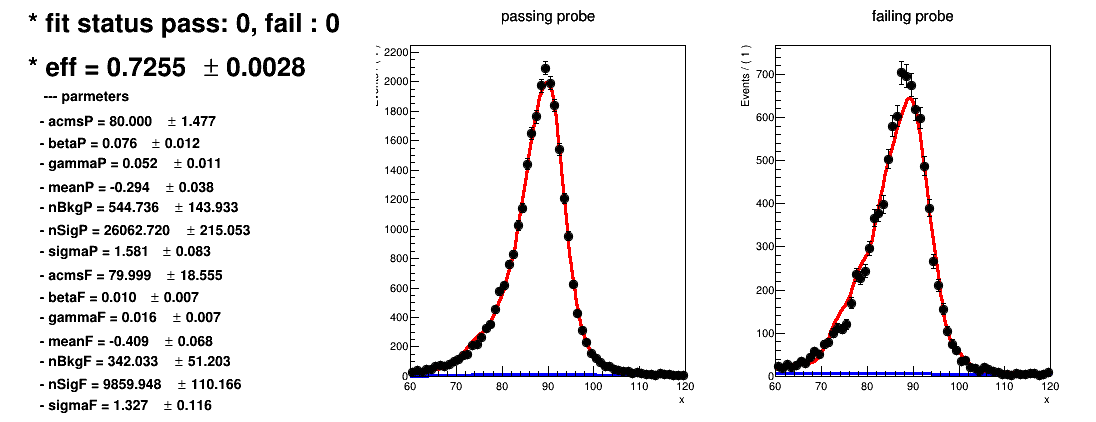 * fit status pass: 0, fail : 0
* eff = 0.7255 ± 0.0028
--- parmeters
- acmsP = 80.000 ± 1.477
- betaP = 0.076 ± 0.012
- gammaP = 0.052 ± 0.011
- meanP = -0.294 ± 0.038
- nBkgP = 544.736 ± 143.933
- nSigP = 26062.720 ± 215.053
- sigmaP = 1.581 ± 0.083
- acmsF = 79.999 ± 18.555
- betaF = 0.010 ± 0.007
- gammaF = 0.016 ± 0.007
- meanF = -0.409 ± 0.068
- nBkgF = 342.033 ± 51.203
- nSigF = 9859.948 ± 110.166
- sigmaF = 1.327 ± 0.116
passing probe
2200
2000
1800
1600
1400
1200
1000
800
600
400
200
0
60 70 80 90 100 110 120
x
failing probe
Events / ( 1 )
700
600
500
400
300
200
100
0
60 70 80 90 100 110 120
x